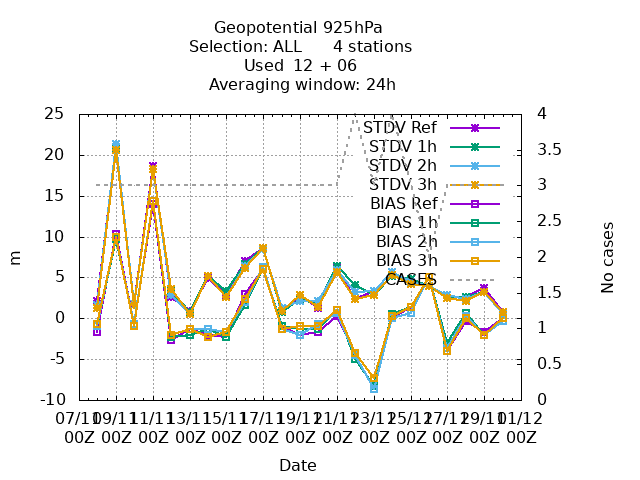 Geopotential 925hPa
Selection: ALL 4 stations
Used 12 + 06
Averaging window: 24h
25
20
15
10
5
0
-5
-10
m
4
3.5
3
2.5
2
1.5
1
0.5
0
No cases
STDV Ref
STDV 1h
STDV 2h
STDV 3h
BIAS Ref
BIAS 1h
BIAS 2h
BIAS 3h
CASES
07/11 09/11 11/11 13/11 15/11 17/11 19/11 21/11 23/11 25/11 27/11 29/11 01/12
00Z 00Z 00Z 00Z 00Z 00Z 00Z 00Z 00Z 00Z 00Z 00Z 00Z
Date